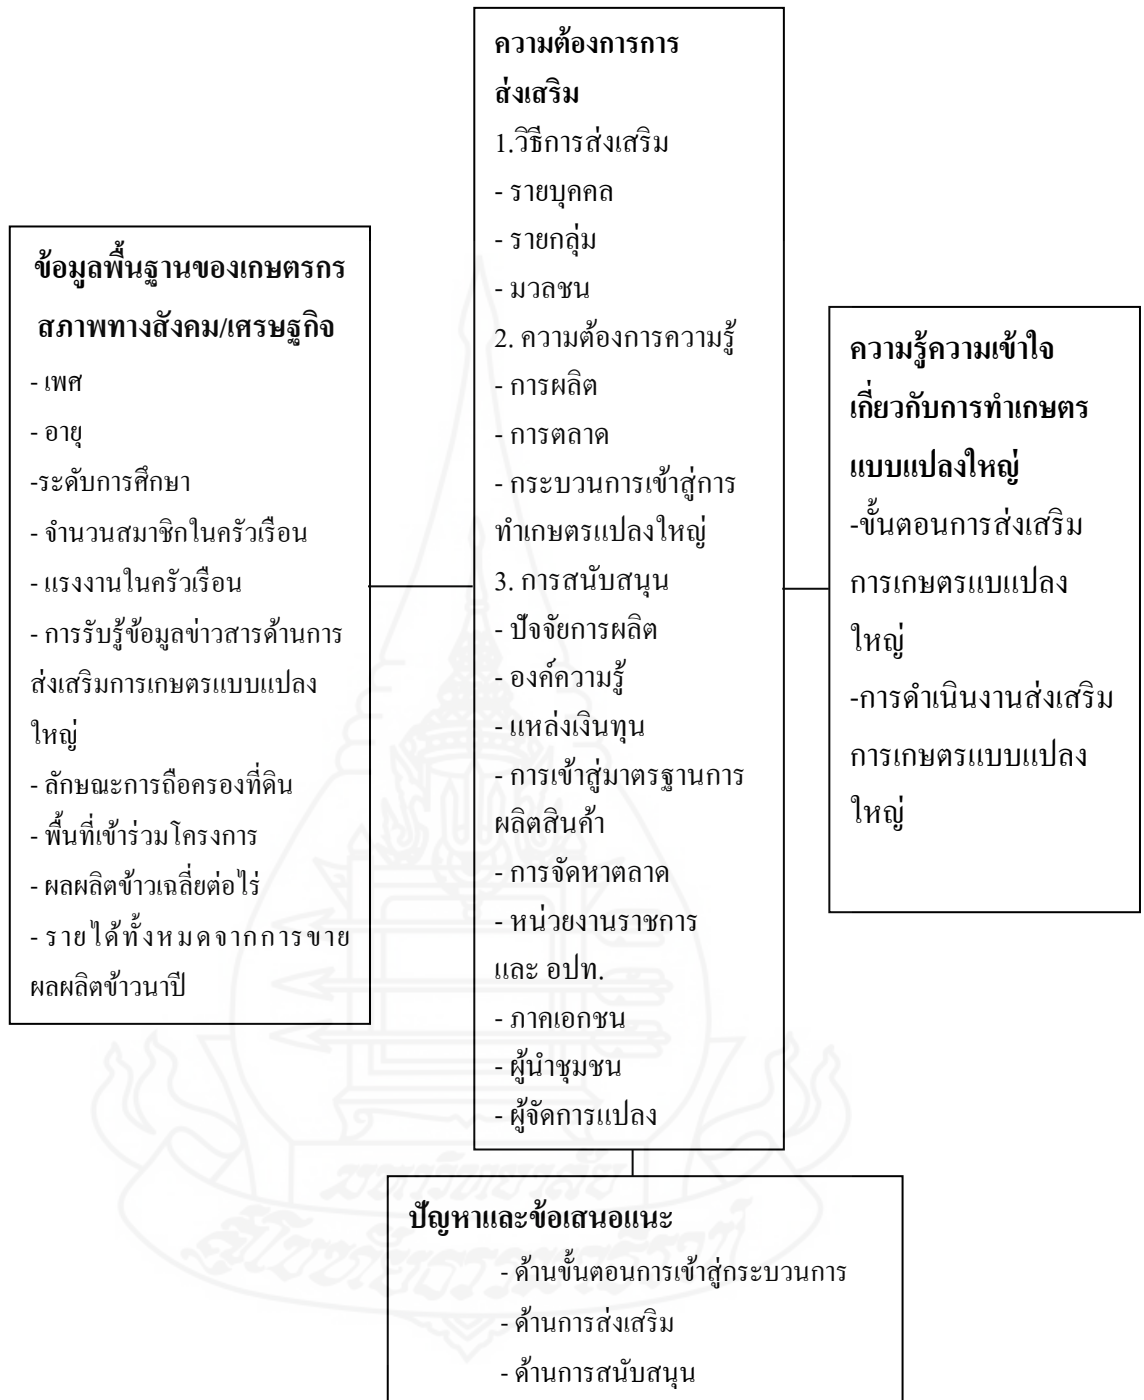 ความต้องการการ
ส่งเสริม
1.วิธีการส่งเสริม
- รายบุคคล
- รายกลุ่ม
- มวลชน
2. ความต้องการความรู้
- การผลิต
- การตลาด
- กระบวนการเข้าสู่การ
ทำเกษตรแปลงใหญ่
3. การสนับสนุน
- ปัจจัยการผลิต
- องค์ความรู้
- แหล่งเงินทุน
- การเข้าสู่มาตรฐานการ
ผลิตสินค้า
- การจัดหาตลาด
- หน่วยงานราชการ
และ อปท.
- ภาคเอกชน
- ผู้นำชุมชน
- ผู้จัดการแปลง
ข้อมูลพื้นฐานของเกษตรกร
สภาพทางสังคม/เศรษฐกิจ
- เพศ
- อายุ
-ระดับการศึกษา
- จำนวนสมาชิกในครัวเรือน
- แรงงานในครัวเรือน
- การรับรู้ข้อมูลข่าวสารด้านการ
ส่งเสริมการเกษตรแบบแปลง
ใหญ่
- ลักษณะการถือครองที่ดิน
- พื้นที่เข้าร่วมโครงการ
- ผลผลิตข้าวเฉลี่ยต่อไร่
- รายได้ทั้งหมดจากการขาย
ผลผลิตข้าวนาปี
ความรู้ความเข้าใจ
เกี่ยวกับการทำเกษตร
แบบแปลงใหญ่
-ขั้นตอนการส่งเสริม
การเกษตรแบแปลง
ใหญ่
-การดำเนินงานส่งเสริม
การเกษตรแบบแปลง
ใหญ่
ปัญหาและข้อเสนอแนะ
- ด้านขั้นตอนการเข้าสู่กระบวนการ
- ด้านการส่งเสริม
- ด้านการสนับสนุน
มหาวิทยาลัย
สุโขทัยธรรมาธิราช